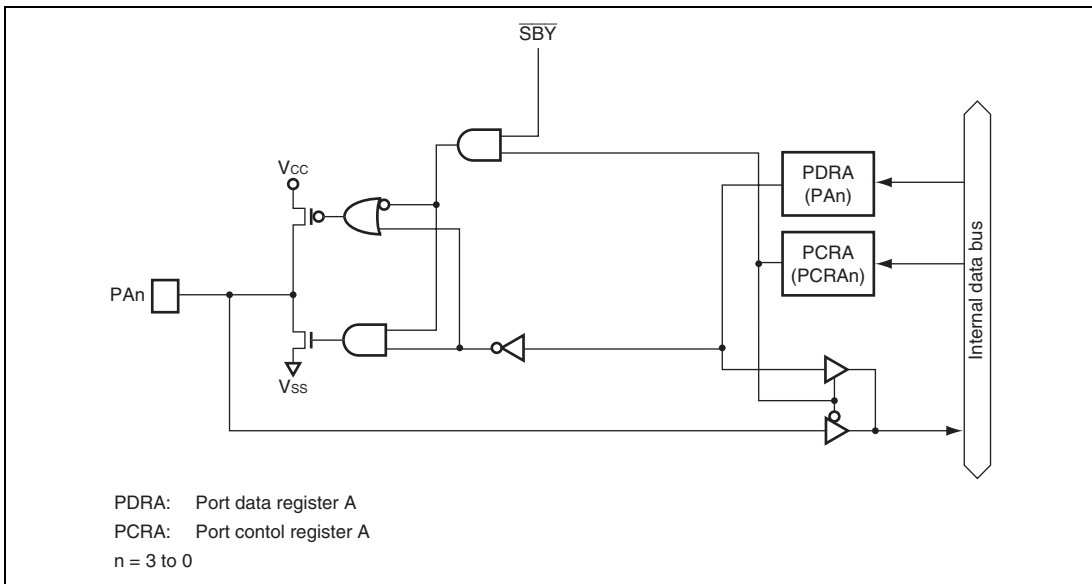 SBY
VCC
PDRA
(PAn)
PCRA
(PCRAn)
Internal data bus
PAn
VSS
PDRA: Port data register A
PCRA: Port contol register A
n = 3 to 0